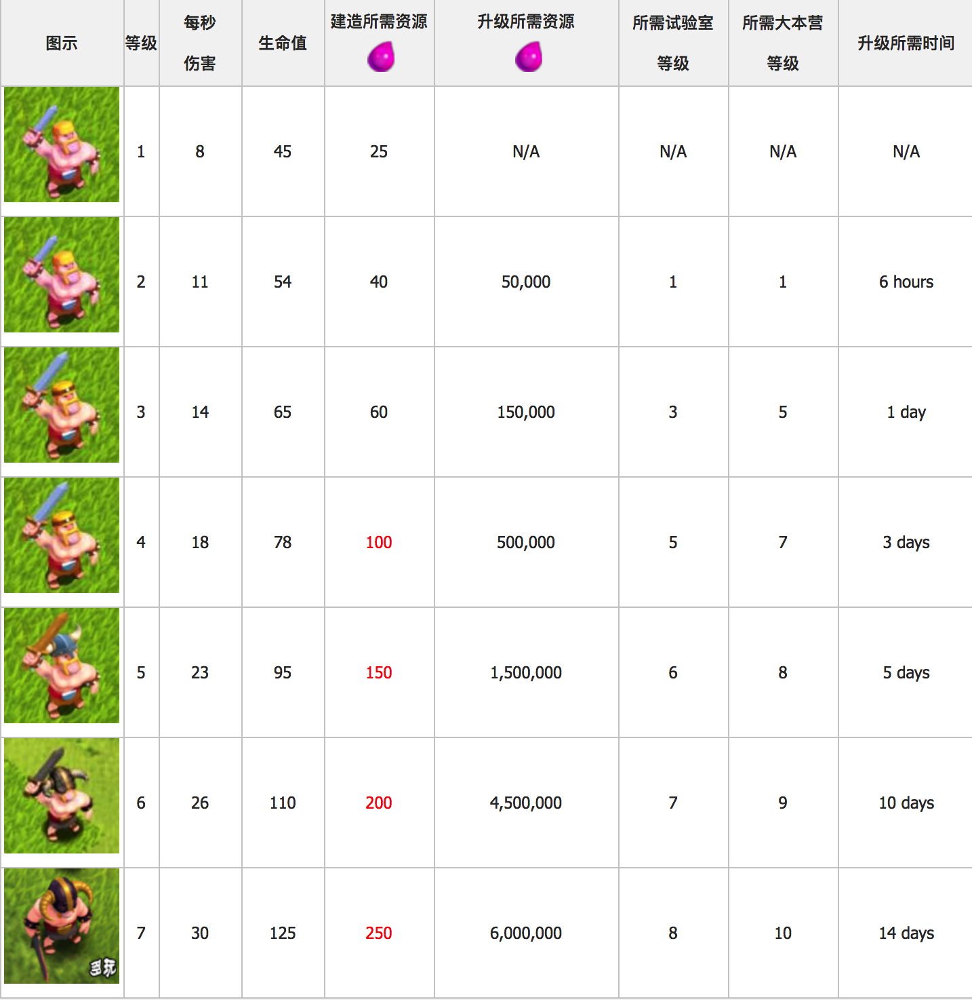 图示 等级 每秒伤害 生命值 建造所需资源 升级所需资源 所需试验室等级 所需大本营等级 升级所需时间
1 8 45 25 N/A N/A N/A N/A
2 11 54 40 50,000 1 1 6 hours
3 14 65 60 150,000 3 5 1 day
4 18 78 100 500,000 5 7 3 days
5 23 95 150 1,500,000 6 8 5 days
6 26 110 200 4,500,000 7 9 10 days
7 30 125 250 6,000,000 8 10 14 days
多玩